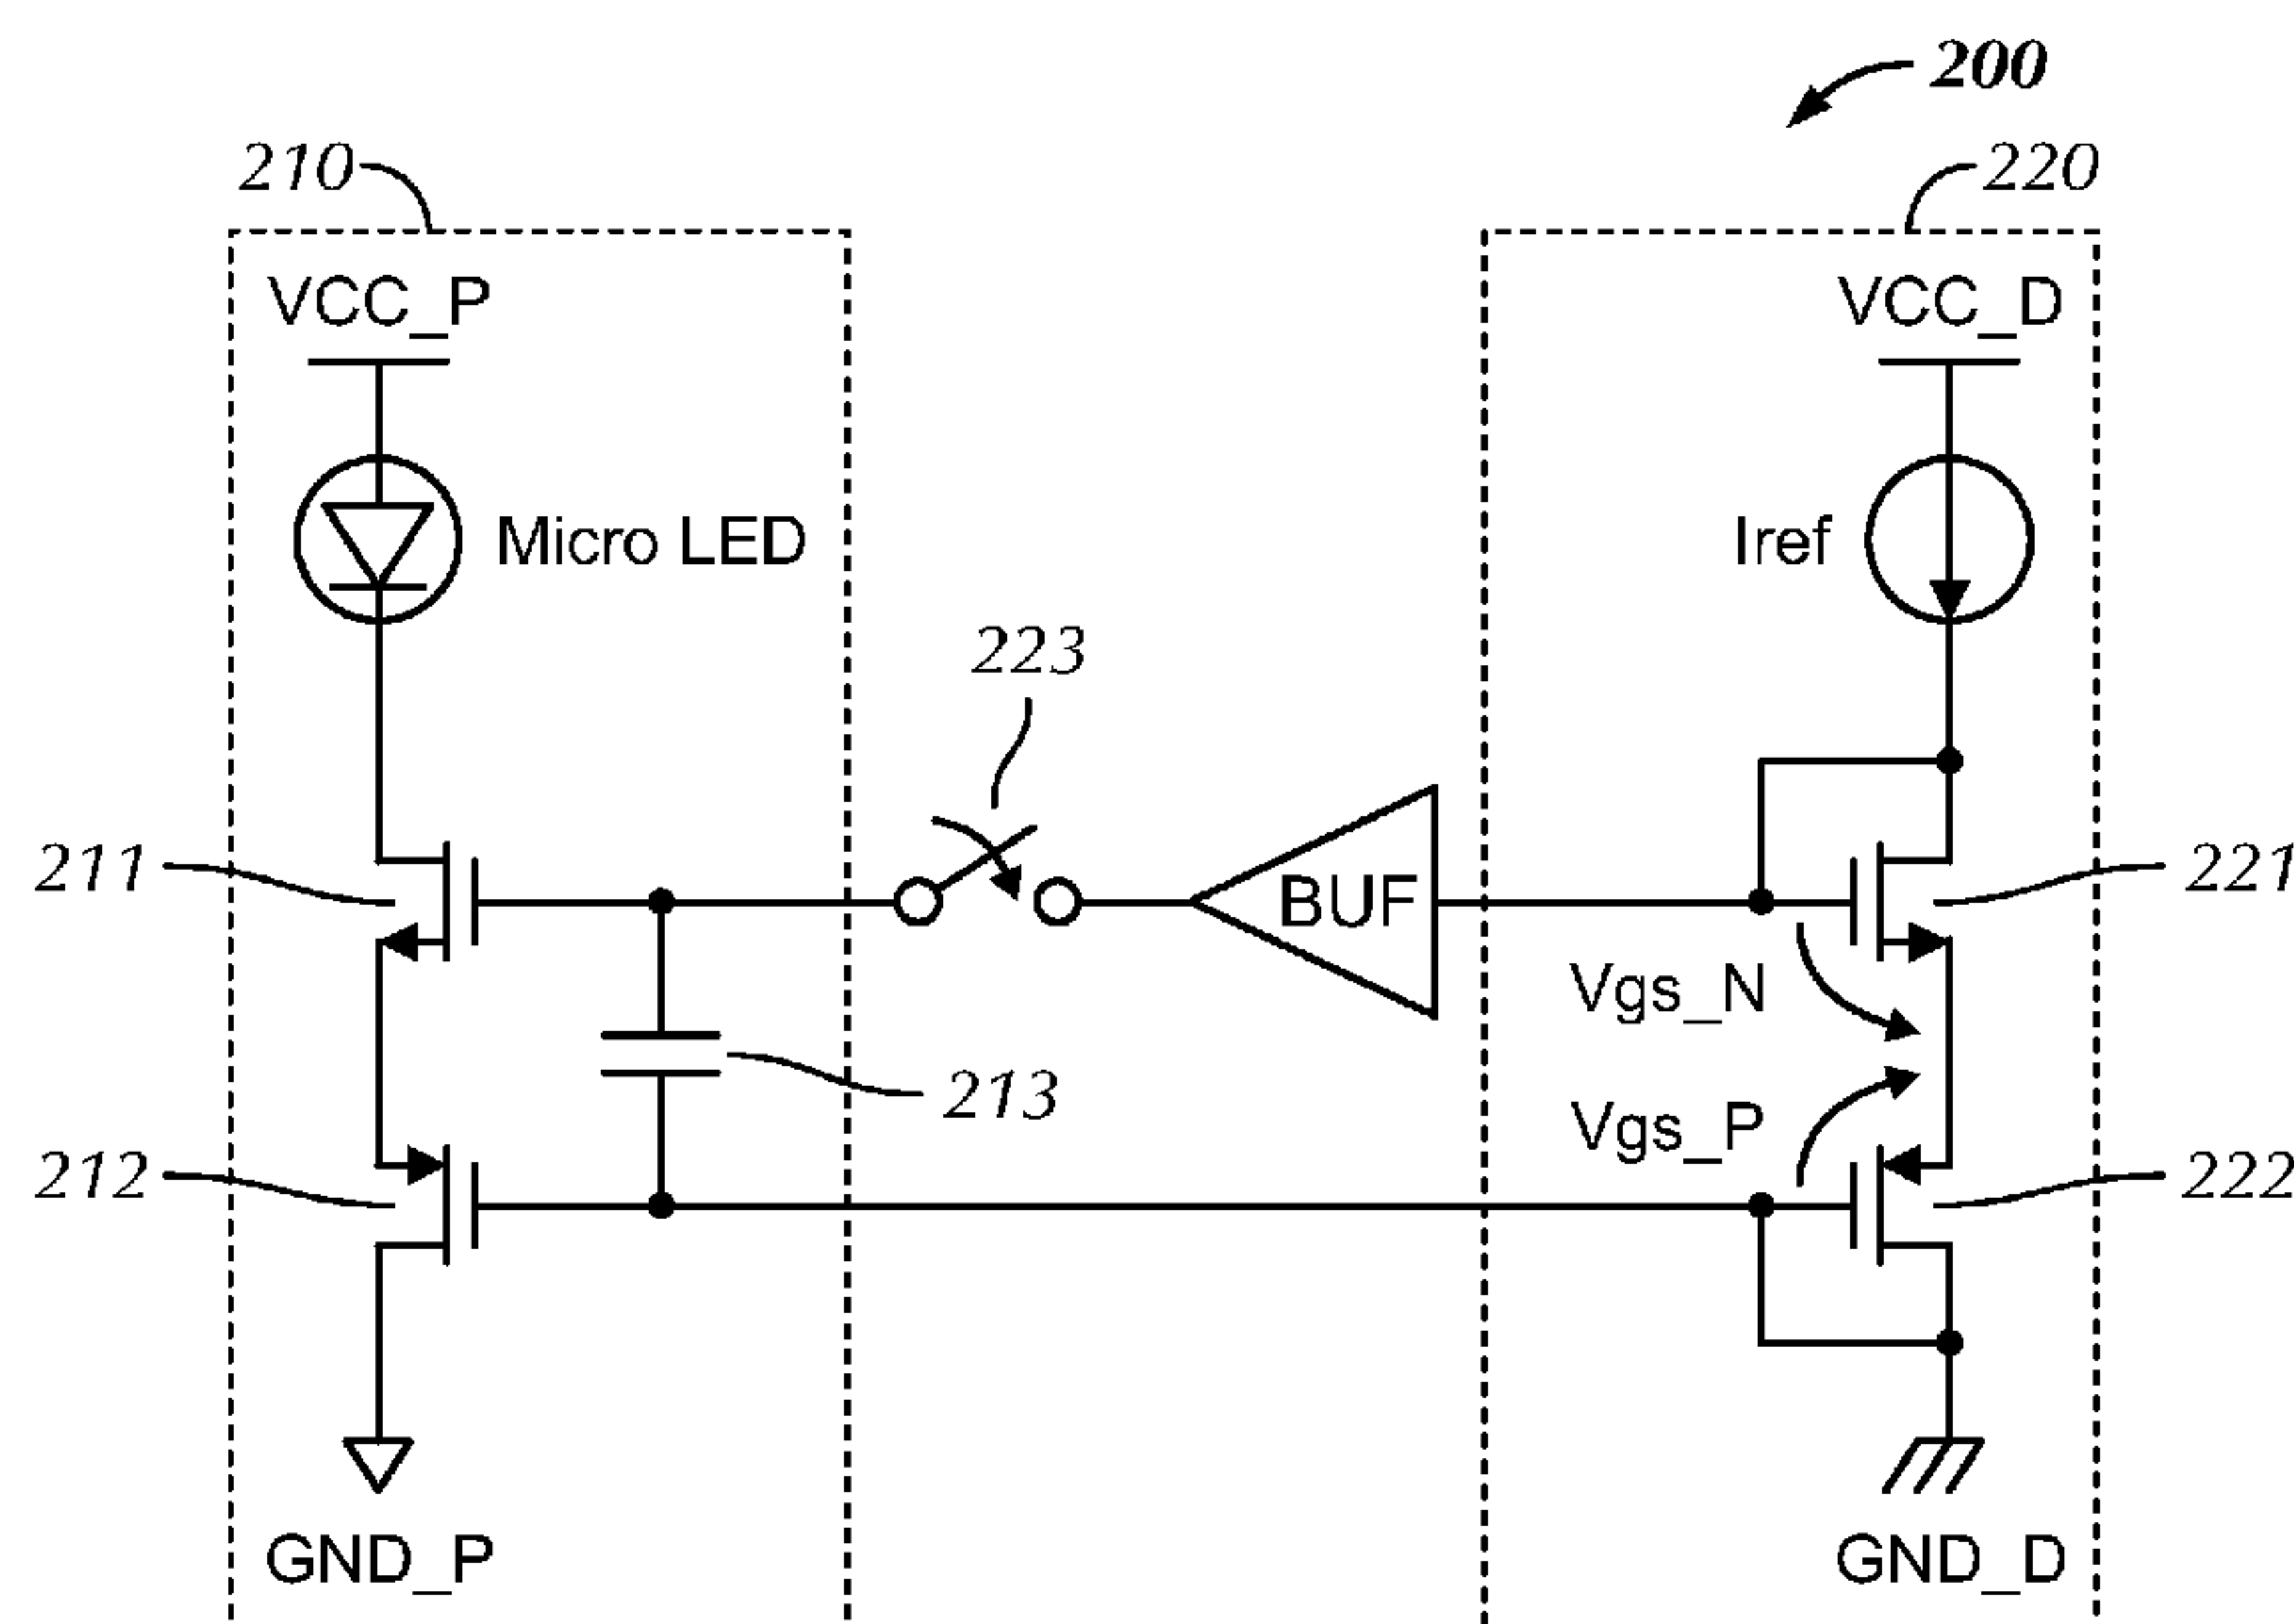 200
210
220
VCC_P
VCC_D
Micro LED
Iref
223
211
BUF
221
Vgs_N
213
Vgs_P
212
222
GND_P
GND_D